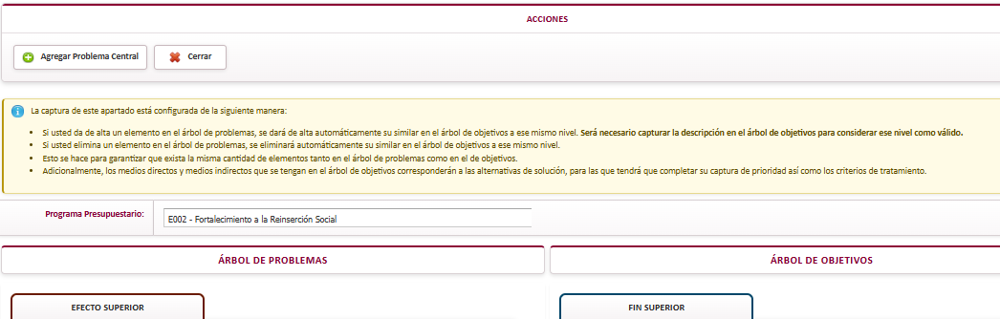 ACCIONES
Agregar Problema Central
Cerrar
La captura de este apartado está configurada de la siguiente manera:
• Si usted da de alta un elemento en el árbol de problemas, se dará de alta automáticamente su similar en el árbol de objetivos a ese mismo nivel. Será necesario capturar la descripción en el árbol de objetivos para considerar ese nivel como válido.
• Si usted elimina un elemento en el árbol de problemas, se eliminará automáticamente su similar en el árbol de objetivos a ese mismo nivel.
• Esto se hace para garantizar que exista la misma cantidad de elementos tanto en el árbol de problemas como en el de objetivos.
• Adicionalmente, los medios directos y medios indirectos que se tengan en el árbol de objetivos corresponderán a las alternativas de solución, para las que tendrá que completar su captura de prioridad así como los criterios de tratamiento.
Programa Presupuestario:
E002 - Fortalecimiento a la Reinserción Social
ÁRBOL DE PROBLEMAS
ÁRBOL DE OBJETIVOS
EFECTO SUPERIOR
FIN SUPERIOR